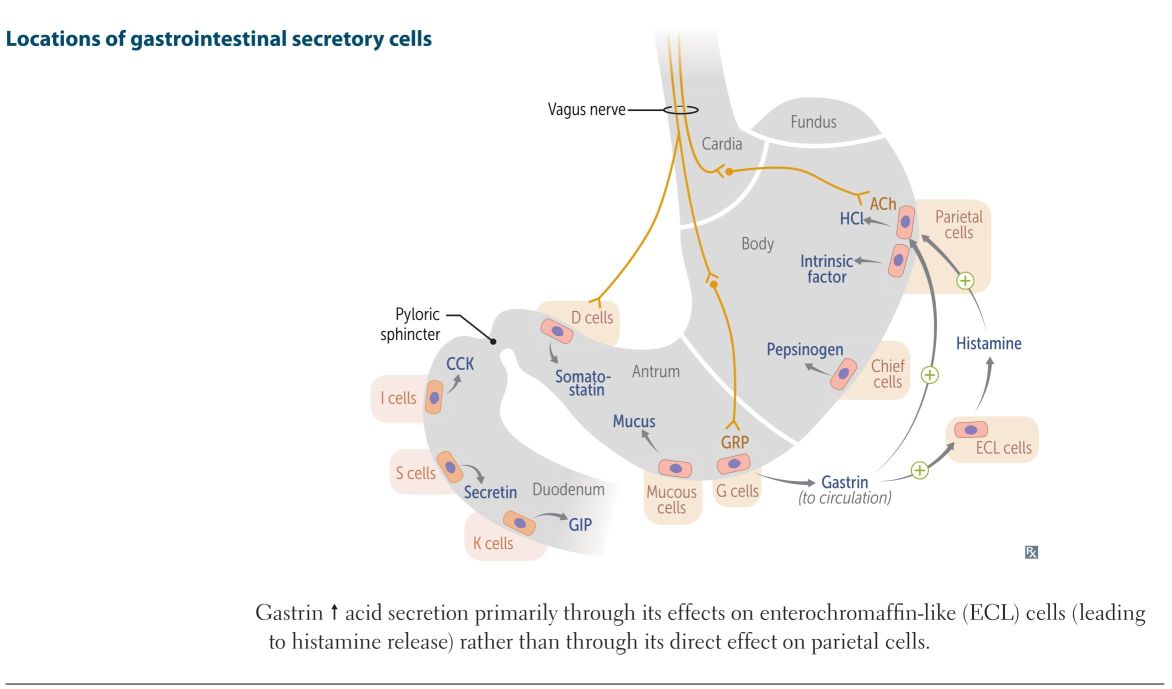 Locations of gastrointestinal secretory cells
Vagus nerve
Fundus
Cardia
ACh
HCl
Parietal
cells
Body
Intrinsic
factor
Pyloric
sphincter
D cells
Histamine
CCK
Somato-
statin
Antrum
Pepsinogen
Chief
cells
I cells
Mucus
GRP
ECL cells
S cells
Secretin
Duodenum
Mucous
cells
G cells
Gastrin
(to circulation)
GIP
K cells
Rx
Gastrin ↑ acid secretion primarily through its effects on enterochromaffin-like (ECL) cells (leading
to histamine release) rather than through its direct effect on parietal cells.